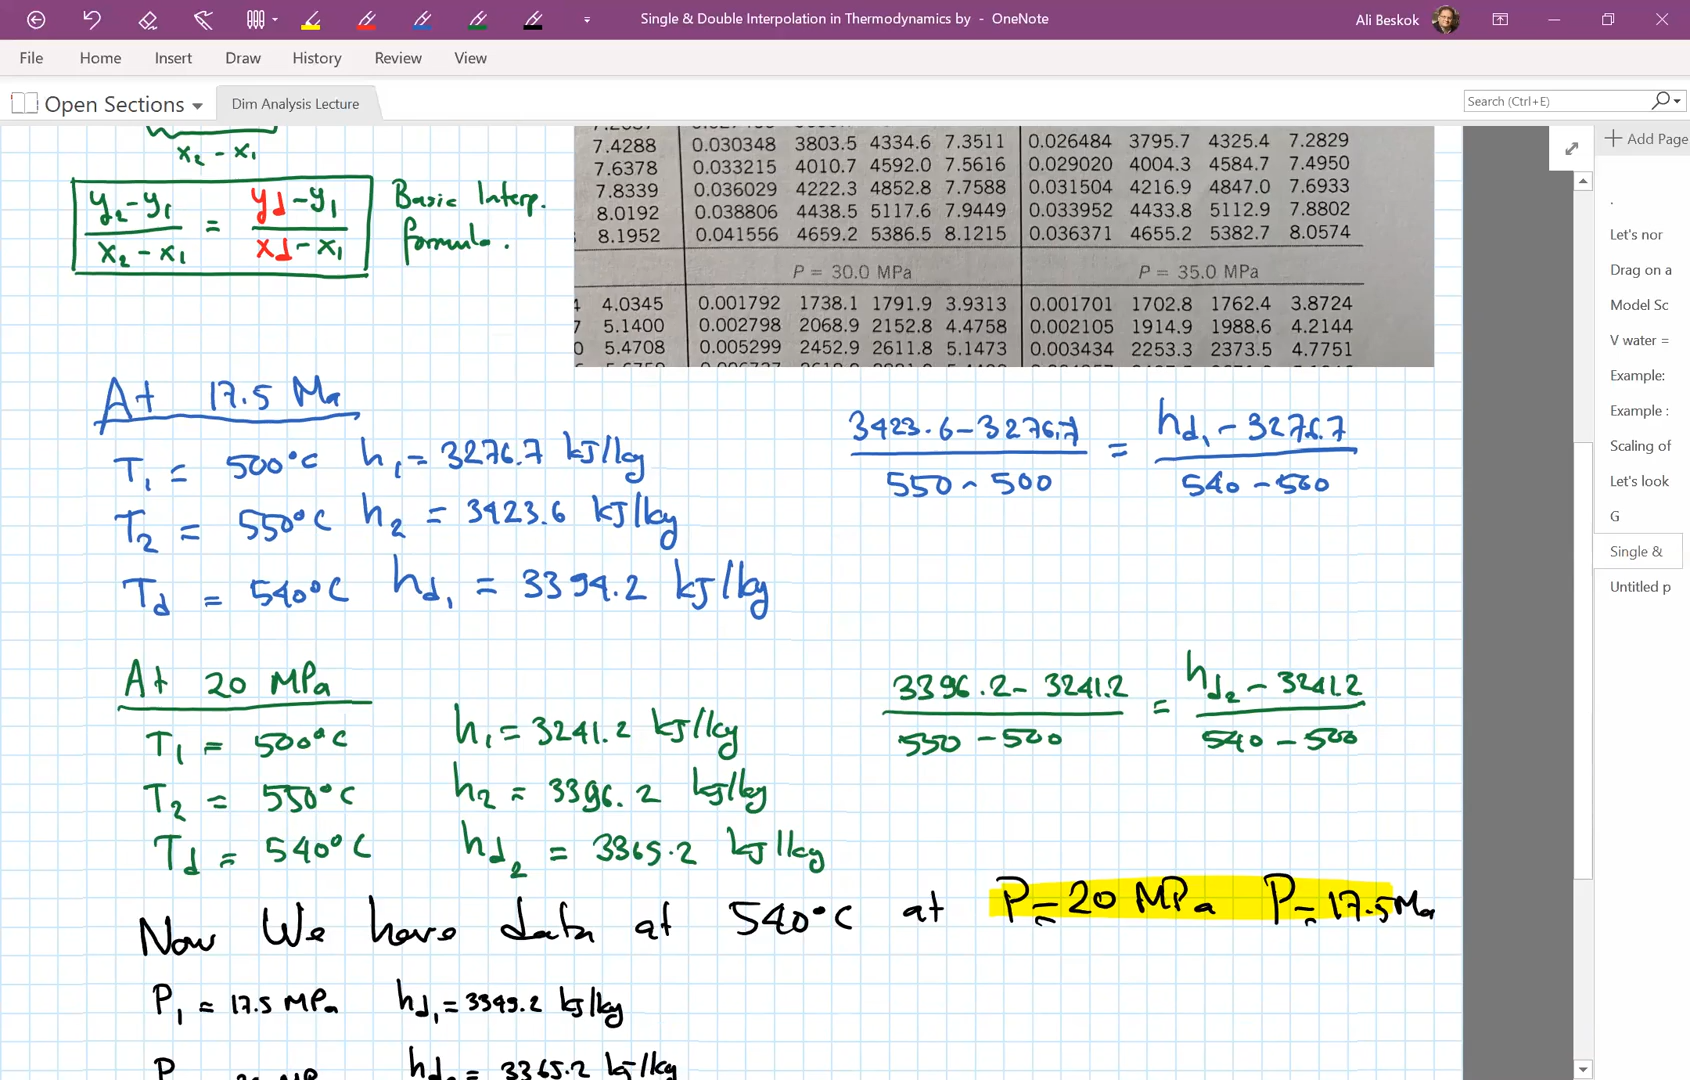 Single & Double Interpolation in Thermodynamics by - OneNote
Ali Beskok
File Home Insert Draw History Review View
Open Sections
Dim Analysis Lecture
Search (Ctrl+E)
Add Page
x₂ - x₁
y₂-y₁ / x₂ - x₁ = yd-y₁ / xd-x₁
Basic Interp.
formula.
7.4288 0.030348 3803.5 4334.6 7.3511 0.026484 3795.7 4325.4 7.2829
7.6378 0.033215 4010.7 4592.0 7.5616 0.029020 4004.3 4584.7 7.4950
7.8339 0.036029 4222.3 4852.8 7.7588 0.031504 4216.9 4847.0 7.6933
8.0192 0.038806 4438.5 5117.6 7.9449 0.033952 4433.8 5112.9 7.8802
8.1952 0.041556 4659.2 5386.5 8.1215 0.036371 4655.2 5382.7 8.0574
P = 30.0 MPa P = 35.0 MPa
4.0345 0.001792 1738.1 1791.9 3.9313 0.001701 1702.8 1762.4 3.8724
5.1400 0.002798 2068.9 2152.8 4.4758 0.002105 1914.9 1988.6 4.2144
5.4708 0.005299 2452.9 2611.8 5.1473 0.003434 2253.3 2373.5 4.7751
At 17.5 Ma
T₁ = 500°C h₁ = 3276.7 kJ/kg
T₂ = 550°C h₂ = 3423.6 kJ/kg
Td = 540°C hd₁ = 3394.2 kJ/kg
3423.6-3276.7 / 550-500 = hd₁ - 3276.7 / 540-500
At 20 MPa
T₁ = 500°C h₁ = 3241.2 kJ/kg
T₂ = 550°C h₂ = 3396.2 kJ/kg
Td = 540°C hd₂ = 3365.2 kJ/kg
3396.2- 3241.2 / 550-500 = hd₂ - 3241.2 / 540 - 500
Now We have data at 540°C at P=20 MPa P=17.5 Ma
P₁ = 17.5 MPa hd₁ = 3349.2 kJ/kg
3365.2 kJ/kg
.
Let's nor
Drag on a
Model Sc
V water =
Example:
Example :
Scaling of
Let's look
G
Single &
Untitled p